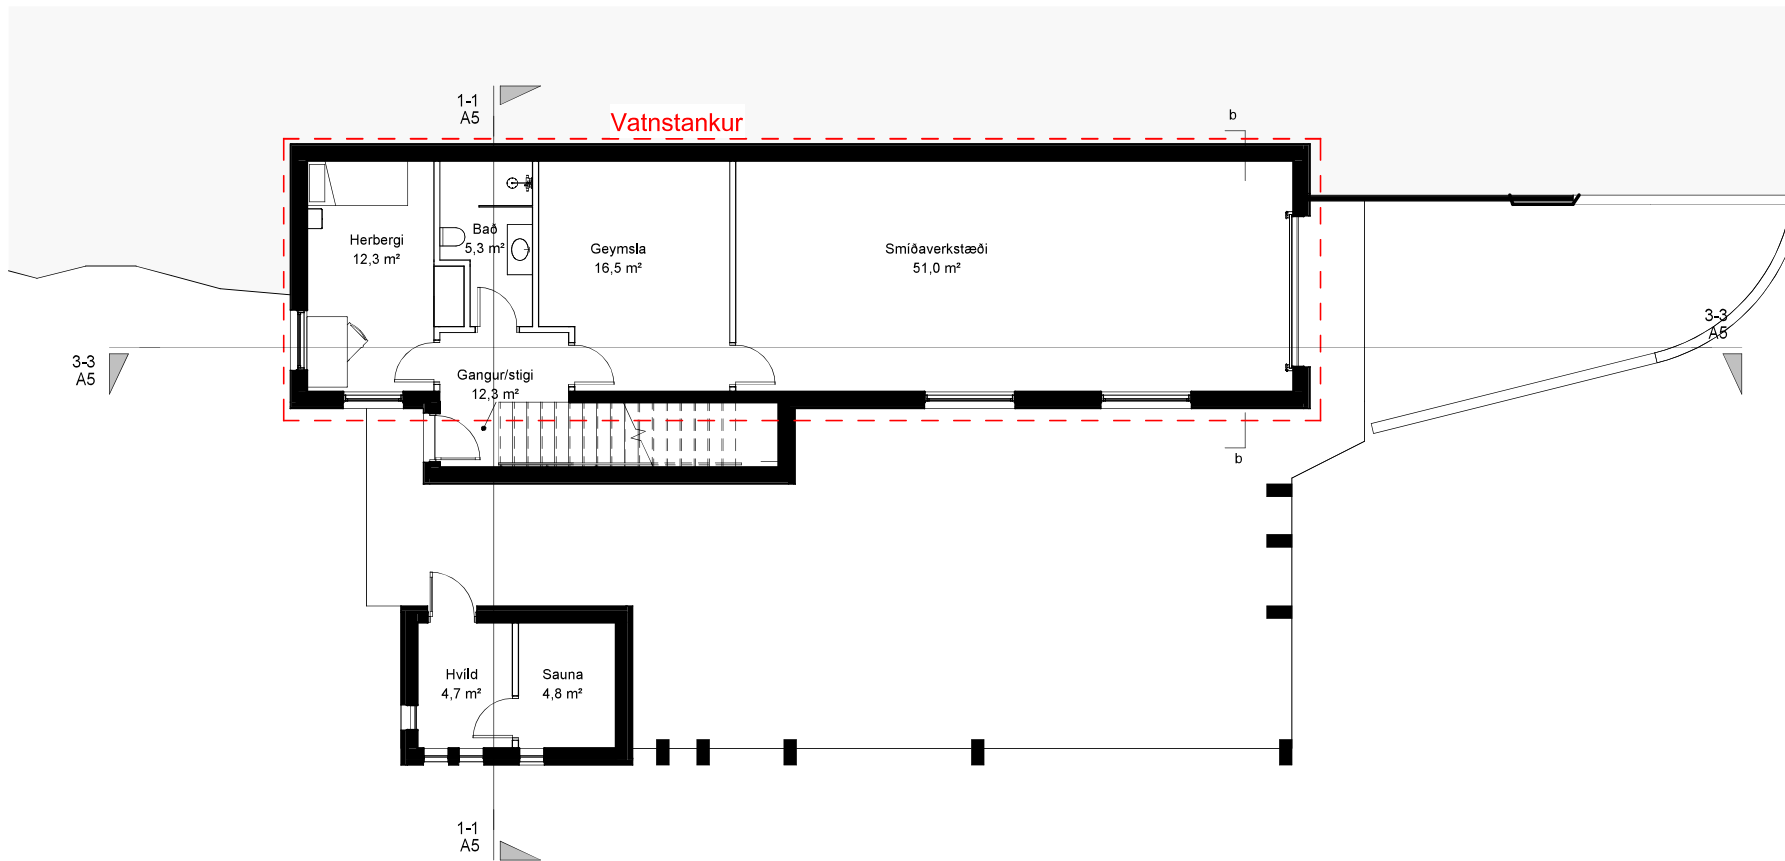 1-1
A5
Vatnstankur
b
Herbergi
12,3 m²
Bað
5,3 m²
Geymsla
16,5 m²
Smíðaverkstæði
51,0 m²
3-3
A5
3-3
A5
Gangur/stigi
12,3 m²
b
Hvíld
4,7 m²
Sauna
4,8 m²
1-1
A5